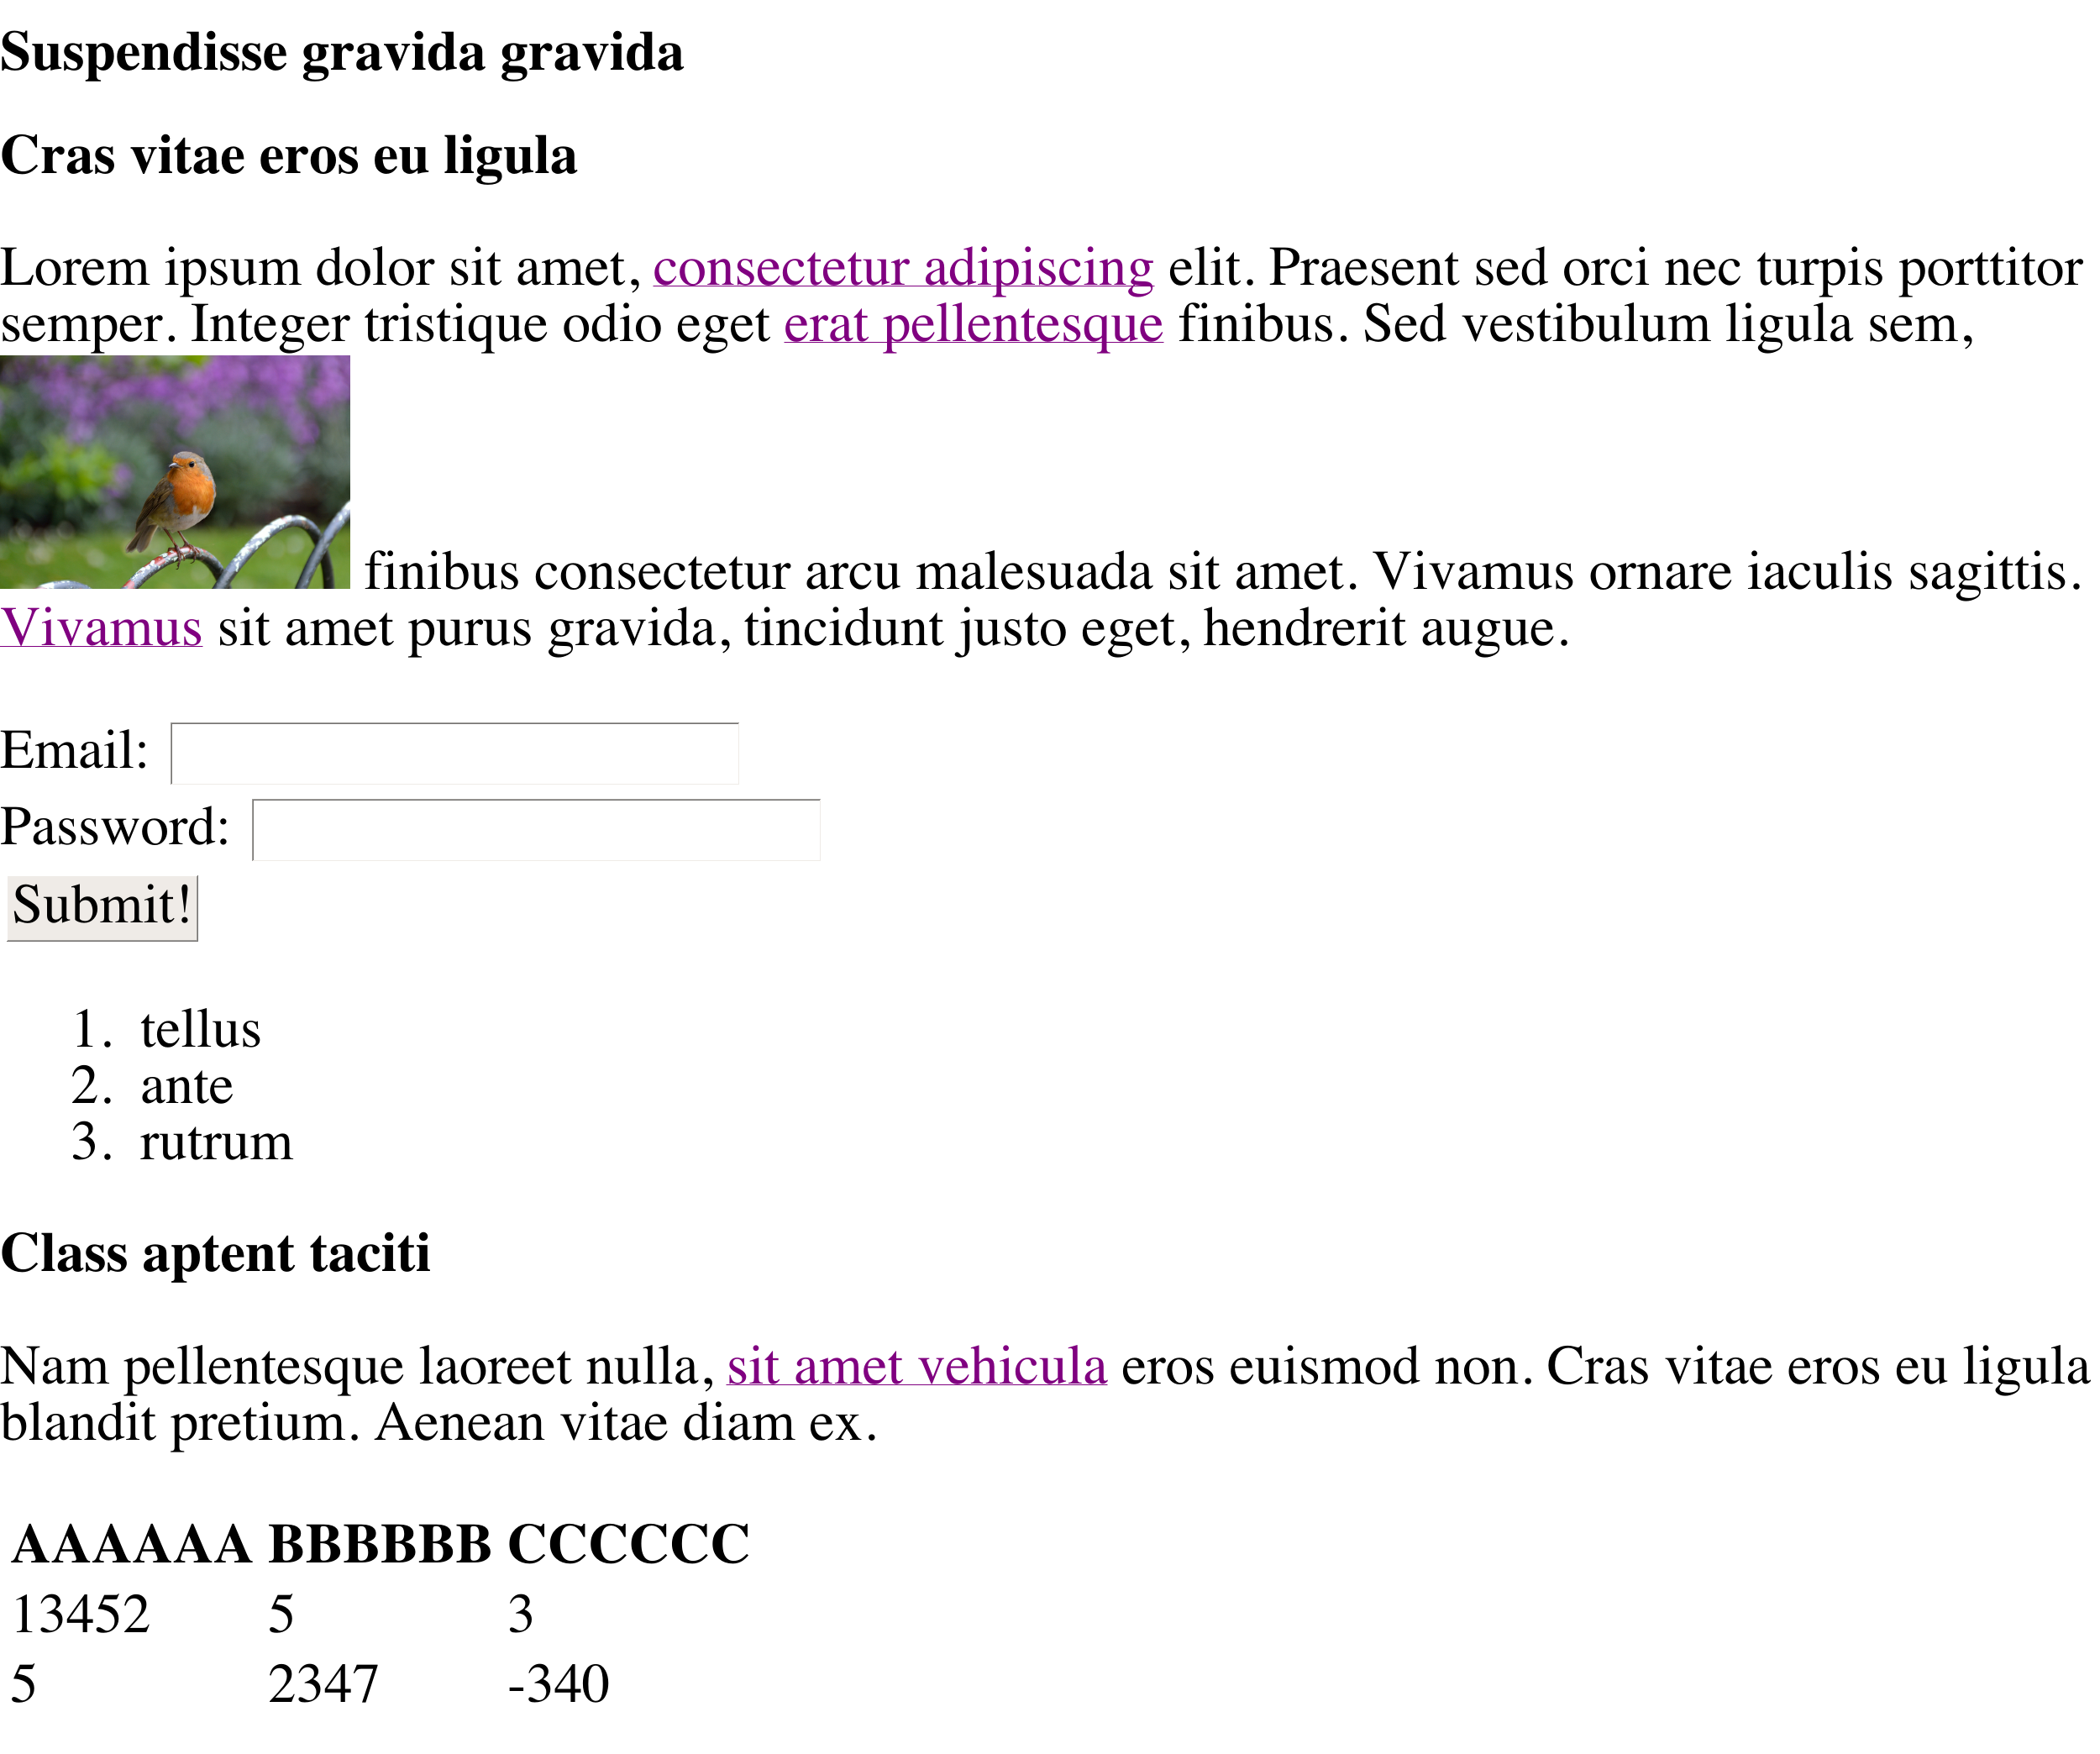 Suspendisse gravida gravida
Cras vitae eros eu ligula
Lorem ipsum dolor sit amet, consectetur adipiscing elit. Praesent sed orci nec turpis porttitor
semper. Integer tristique odio eget erat pellentesque finibus. Sed vestibulum ligula sem,
finibus consectetur arcu malesuada sit amet. Vivamus ornare iaculis sagittis.
Vivamus sit amet purus gravida, tincidunt justo eget, hendrerit augue.
Email:
Password:
Submit!
1. tellus
2. ante
3. rutrum
Class aptent taciti
Nam pellentesque laoreet nulla, sit amet vehicula eros euismod non. Cras vitae eros eu ligula
blandit pretium. Aenean vitae diam ex.
AAAAAA BBBBBB CCCCCC
13452 5 3
5 2347 -340